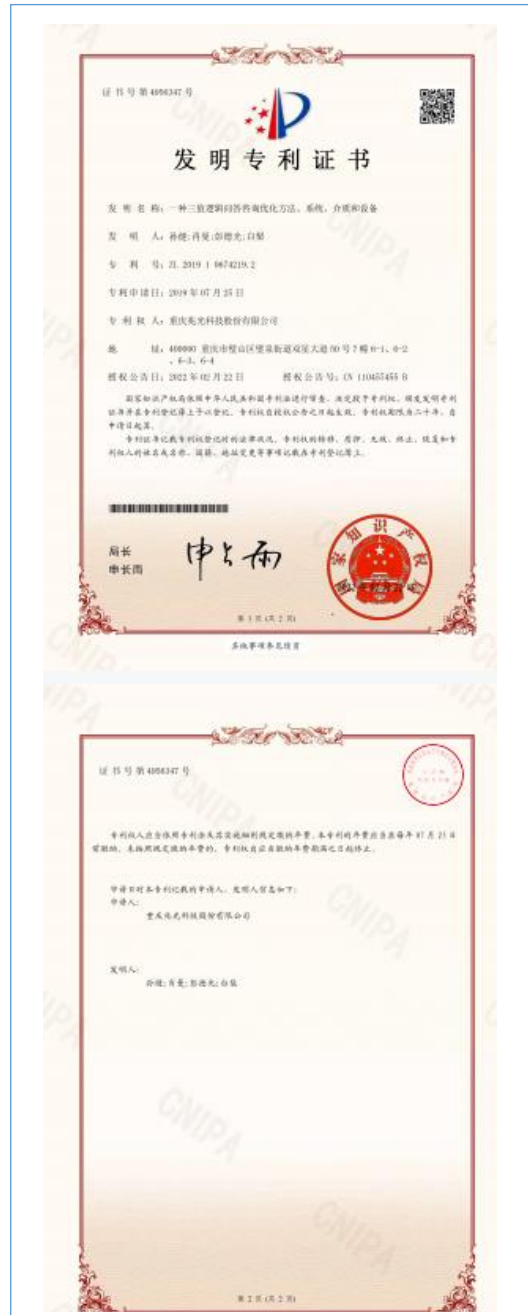 证书号第4956347号
发明专利证书
发明名称：一种三值逻辑问答咨询优化方法、系统、介质和设备
发明人：孙健;肖曼;彭德光;白黎
专利号：ZL 2019 1 0674219.2
专利申请日：2019年07月25日
专利权人：重庆兆光科技股份有限公司
地址：400000 重庆市璧山区璧泉街道双星大道50号7幢6-1、6-2
、6-3、6-4
授权公告日：2022年02月22日 授权公告号：CN 110457455 B
国家知识产权局依照中华人民共和国专利法进行审查，决定授予专利权，颁发发明专利
证书并在专利登记簿上予以登记。专利权自授权公告之日起生效。专利权期限为二十年，自
申请日起算。
专利证书记载专利权登记时的法律状况。专利权的转移、质押、无效、终止、恢复和专
利权人的姓名或名称、国籍、地址变更等事项记载在专利登记簿上。
局长
申长雨
申长雨
国家知识产权局
第1页(共2页)
其他事项参见续页
证书号第4956347号
专利权人应当依照专利法及其实施细则规定缴纳年费。本专利的年费应当在每年07月25日
前缴纳。未按照规定缴纳年费的，专利权自应当缴纳年费期满之日起终止。
申请日时本专利记载的申请人、发明人信息如下：
申请人：
重庆兆光科技股份有限公司
发明人：
孙健;肖曼;彭德光;白黎
第2页(共2页)
CNIPA